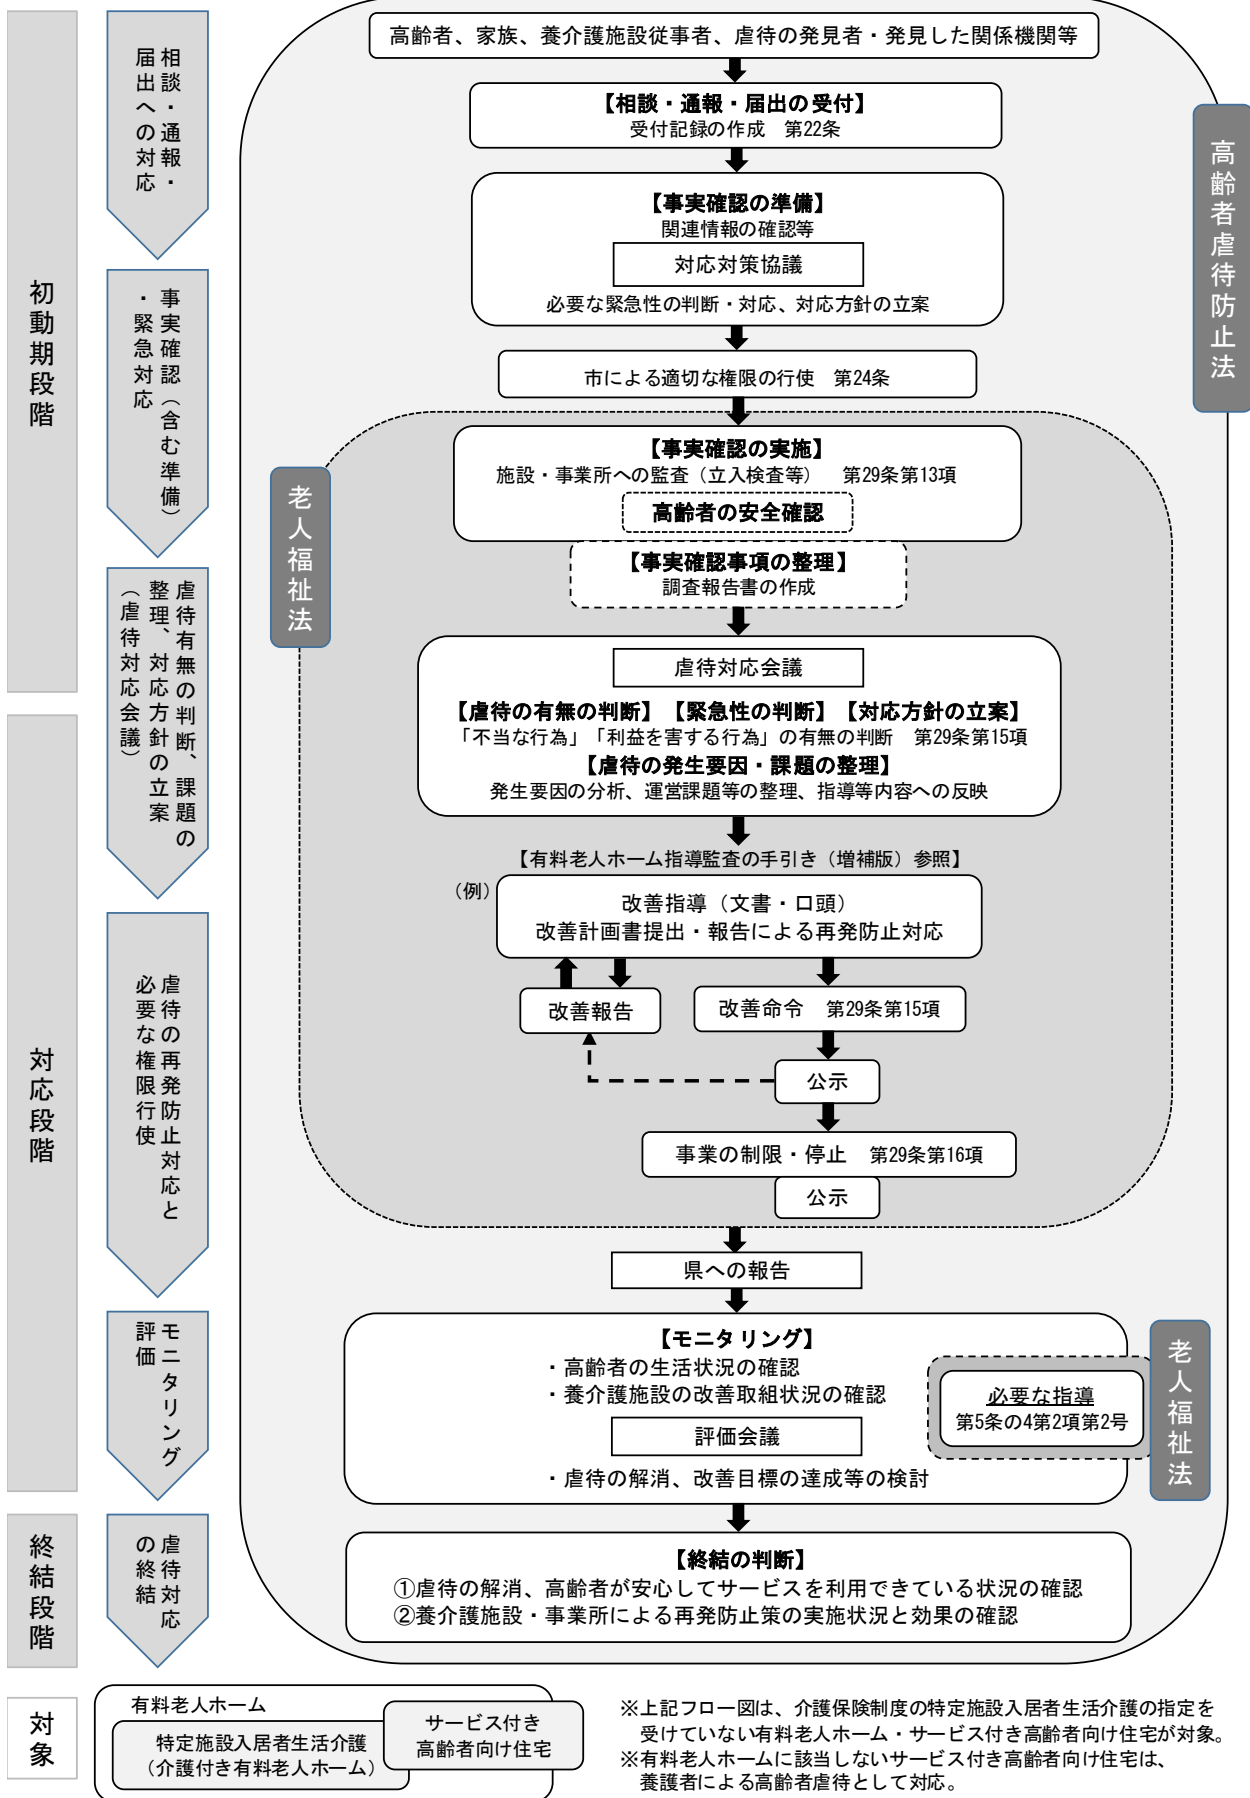 初動期段階
対応段階
終結段階
対象
相談・通報・
届出への対応
事実確認（含む準備）
・緊急対応
虐待有無の判断、課題の
整理、対応方針の立案
（虐待対応会議）
虐待の再発防止対応と
必要な権限行使
モニタリング
評価
虐待対応
の終結
高齢者虐待防止法
高齢者、家族、養介護施設従事者、虐待の発見者・発見した関係機関等
【相談・通報・届出の受付】
受付記録の作成　第22条
【事実確認の準備】
関連情報の確認等
対応対策協議
必要な緊急性の判断・対応、対応方針の立案
市による適切な権限の行使　第24条
老人福祉法
【事実確認の実施】
施設・事業所への監査（立入検査等）　第29条第13項
高齢者の安全確認
【事実確認事項の整理】
調査報告書の作成
虐待対応会議
【虐待の有無の判断】【緊急性の判断】【対応方針の立案】
「不当な行為」「利益を害する行為」の有無の判断　第29条第15項
【虐待の発生要因・課題の整理】
発生要因の分析、運営課題等の整理、指導等内容への反映
【有料老人ホーム指導監査の手引き（増補版）参照】
（例）
改善指導（文書・口頭）
改善計画書提出・報告による再発防止対応
改善報告
改善命令　第29条第15項
公示
事業の制限・停止　第29条第16項
公示
県への報告
【モニタリング】
・高齢者の生活状況の確認
・養介護施設の改善取組状況の確認
評価会議
・虐待の解消、改善目標の達成等の検討
必要な指導
第5条の4第2項第2号
老人福祉法
【終結の判断】
①虐待の解消、高齢者が安心してサービスを利用できている状況の確認
②養介護施設・事業所による再発防止策の実施状況と効果の確認
有料老人ホーム
特定施設入居者生活介護
（介護付き有料老人ホーム）
サービス付き
高齢者向け住宅
※上記フロー図は、介護保険制度の特定施設入居者生活介護の指定を
受けていない有料老人ホーム・サービス付き高齢者向け住宅が対象。
※有料老人ホームに該当しないサービス付き高齢者向け住宅は、
養護者による高齢者虐待として対応。